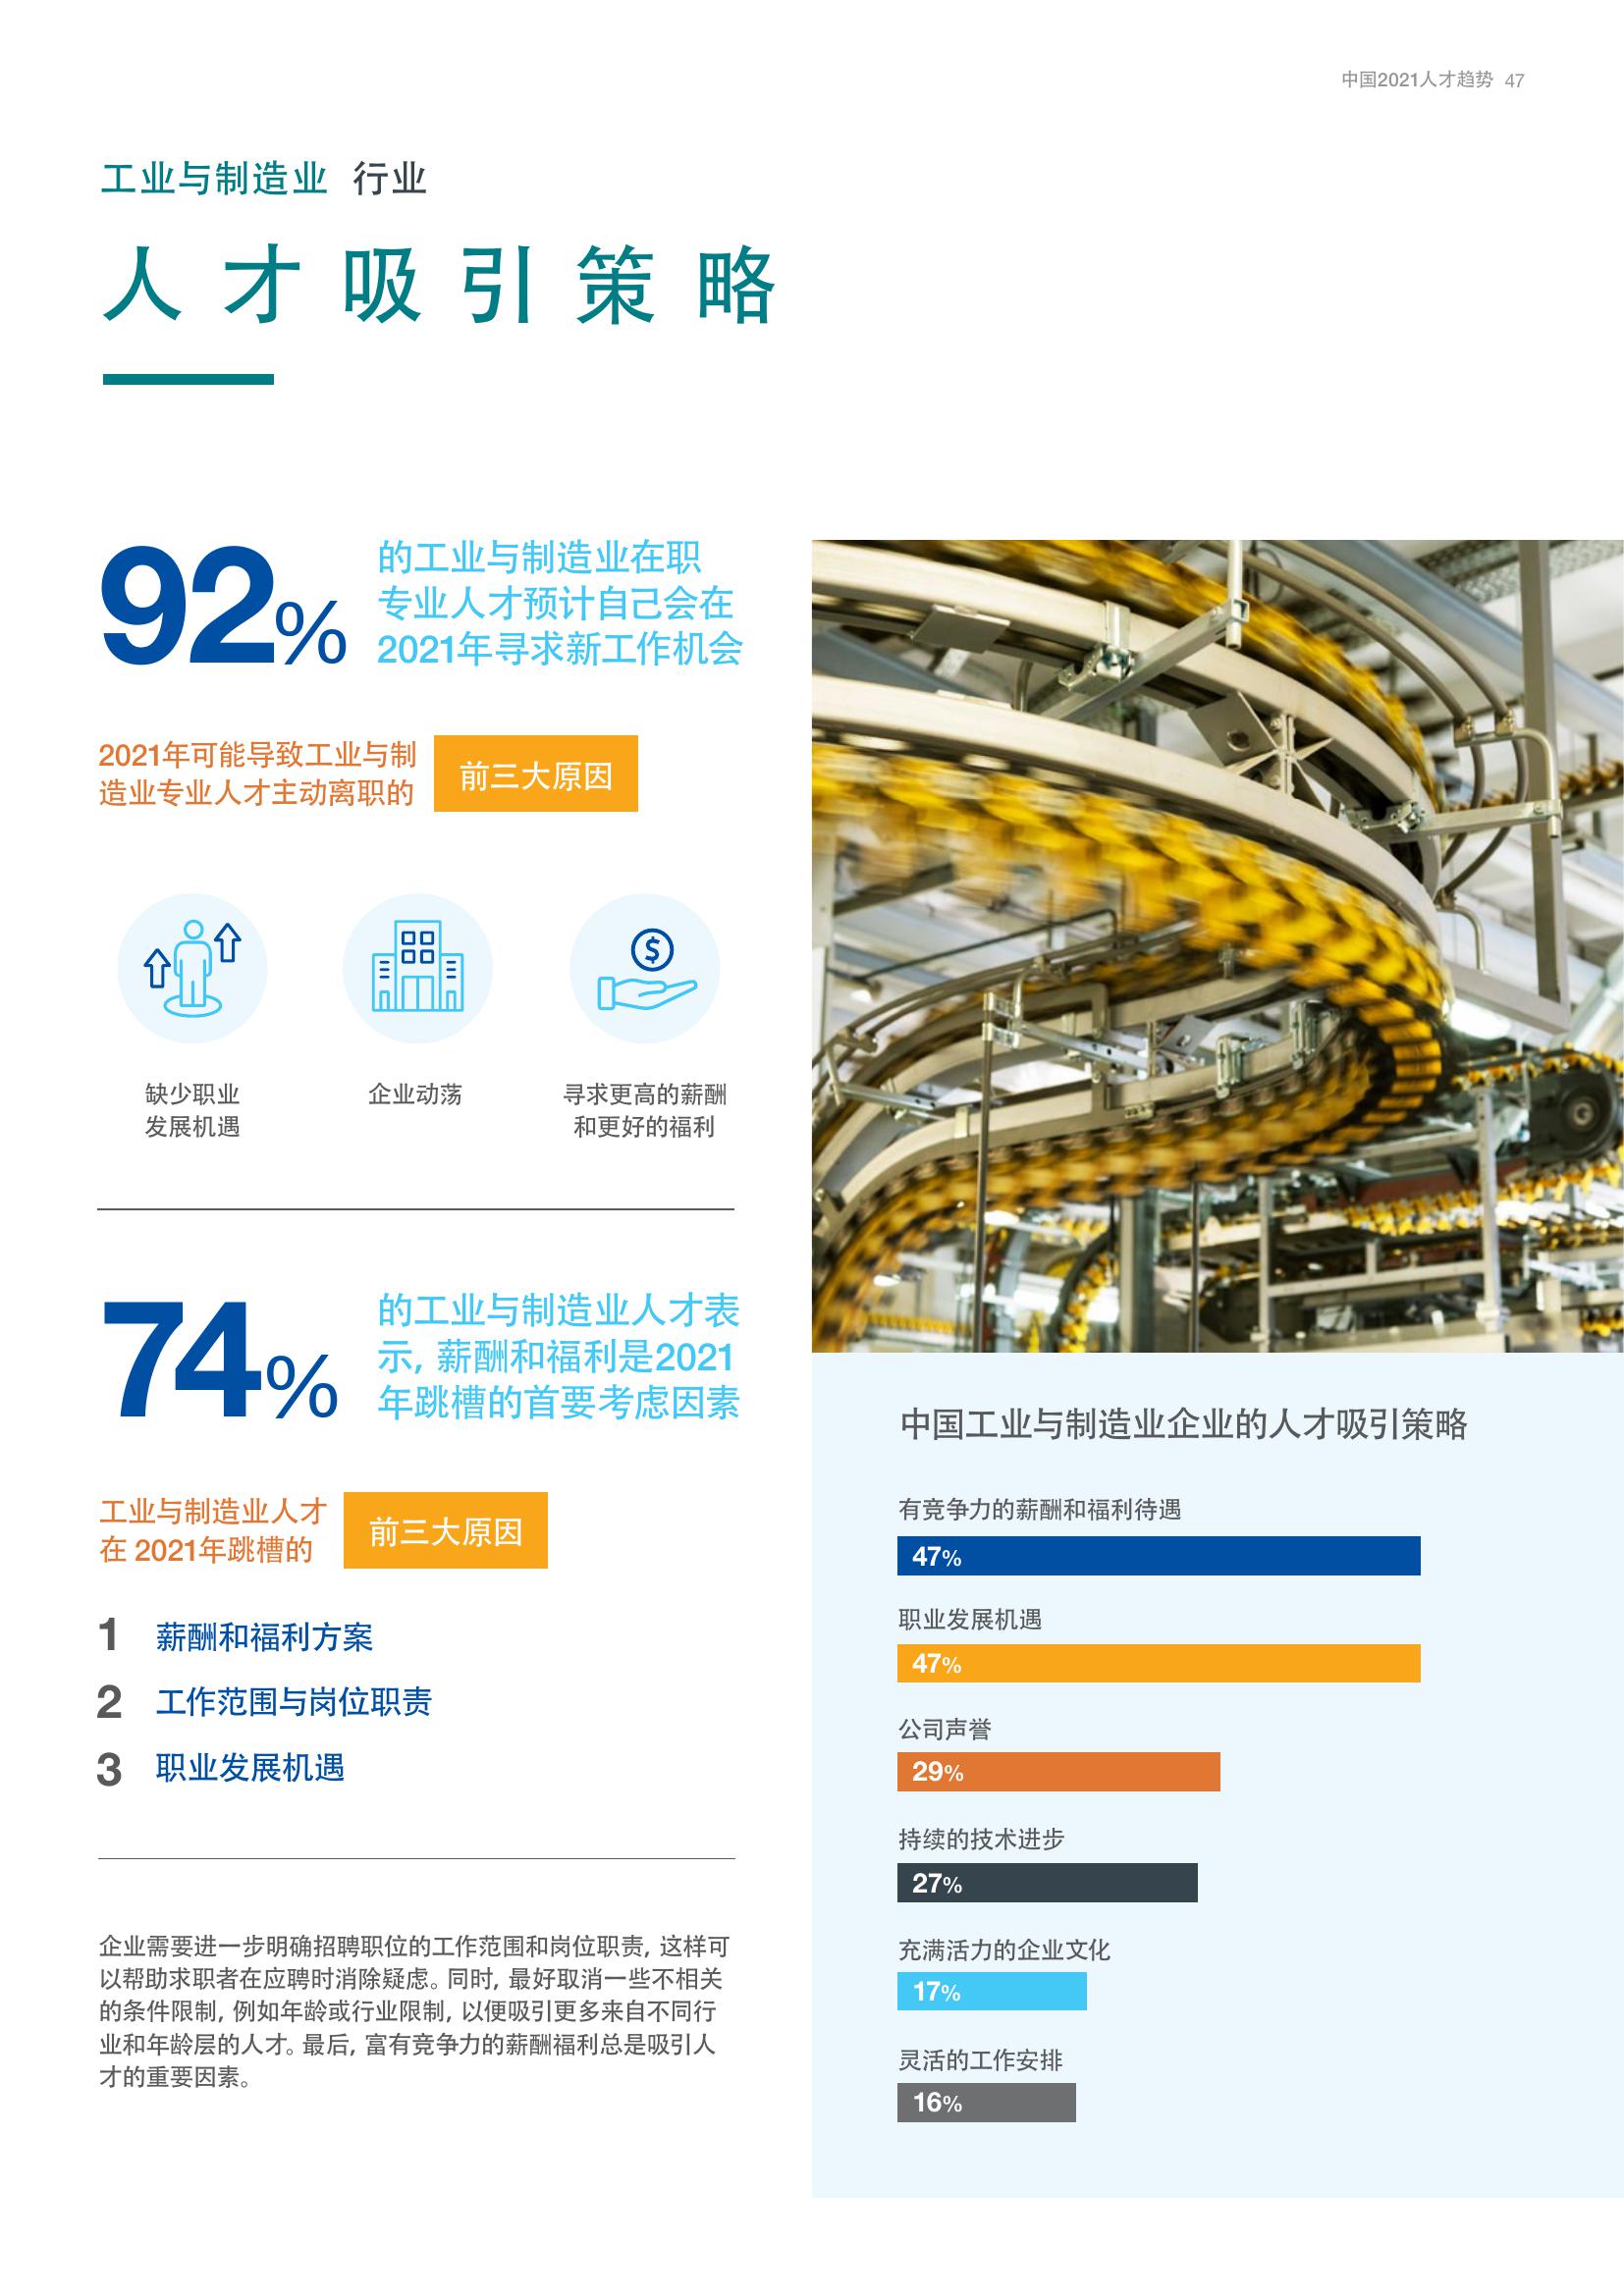 中国2021人才趋势 47
工业与制造业 行业
人才吸引策略
92%
的工业与制造业在职
专业人才预计自己会在
2021年寻求新工作机会
2021年可能导致工业与制
造业专业人才主动离职的
前三大原因
缺少职业
发展机遇
企业动荡
寻求更高的薪酬
和更好的福利
74%
的工业与制造业人才表
示, 薪酬和福利是2021
年跳槽的首要考虑因素
工业与制造业人才
在 2021年跳槽的
前三大原因
1 薪酬和福利方案
2 工作范围与岗位职责
3 职业发展机遇
企业需要进一步明确招聘职位的工作范围和岗位职责, 这样可
以帮助求职者在应聘时消除疑虑。同时, 最好取消一些不相关
的条件限制, 例如年龄或行业限制, 以便吸引更多来自不同行
业和年龄层的人才。最后, 富有竞争力的薪酬福利总是吸引人
才的重要因素。
中国工业与制造业企业的人才吸引策略
有竞争力的薪酬和福利待遇
47%
职业发展机遇
47%
公司声誉
29%
持续的技术进步
27%
充满活力的企业文化
17%
灵活的工作安排
16%